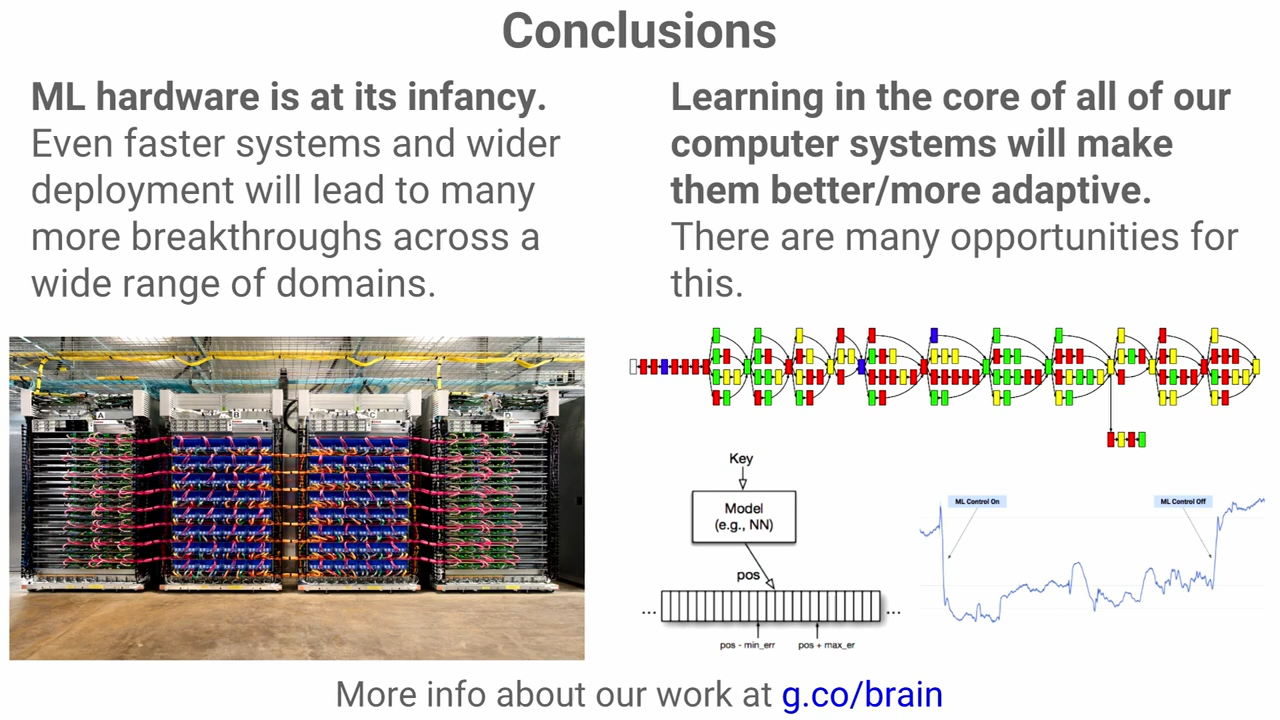 Conclusions
ML hardware is at its infancy.
Even faster systems and wider
deployment will lead to many
more breakthroughs across a
wide range of domains.
Learning in the core of all of our
computer systems will make
them better/more adaptive.
There are many opportunities for
this.
A
B
C
D
Key
Model
(e.g., NN)
pos
...
...
pos - min_err
pos + max_er
ML Control On
ML Control Off
More info about our work at g.co/brain